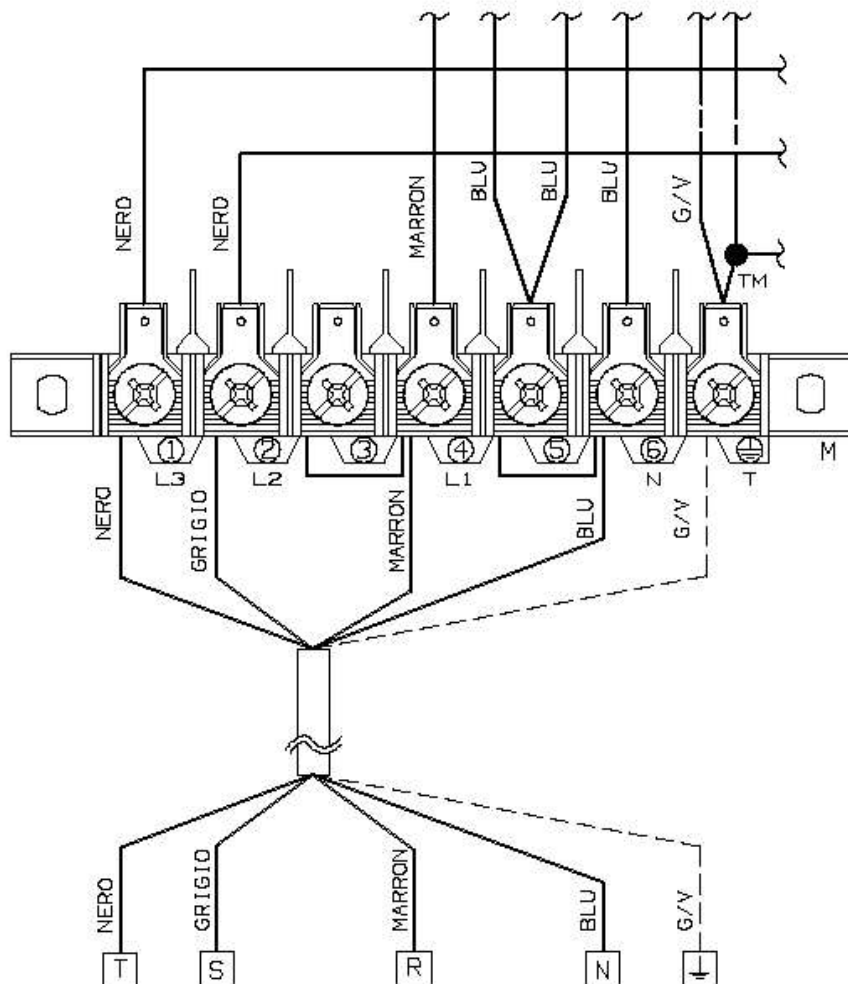 NERO
NERO
MARRON
BLU
BLU
BLU
G/V
TM
1
2
3
4
5
6
M
L3
L2
L1
N
T
NERO
GRIGIO
MARRON
BLU
G/V
NERO
GRIGIO
MARRON
BLU
G/V
T
S
R
N